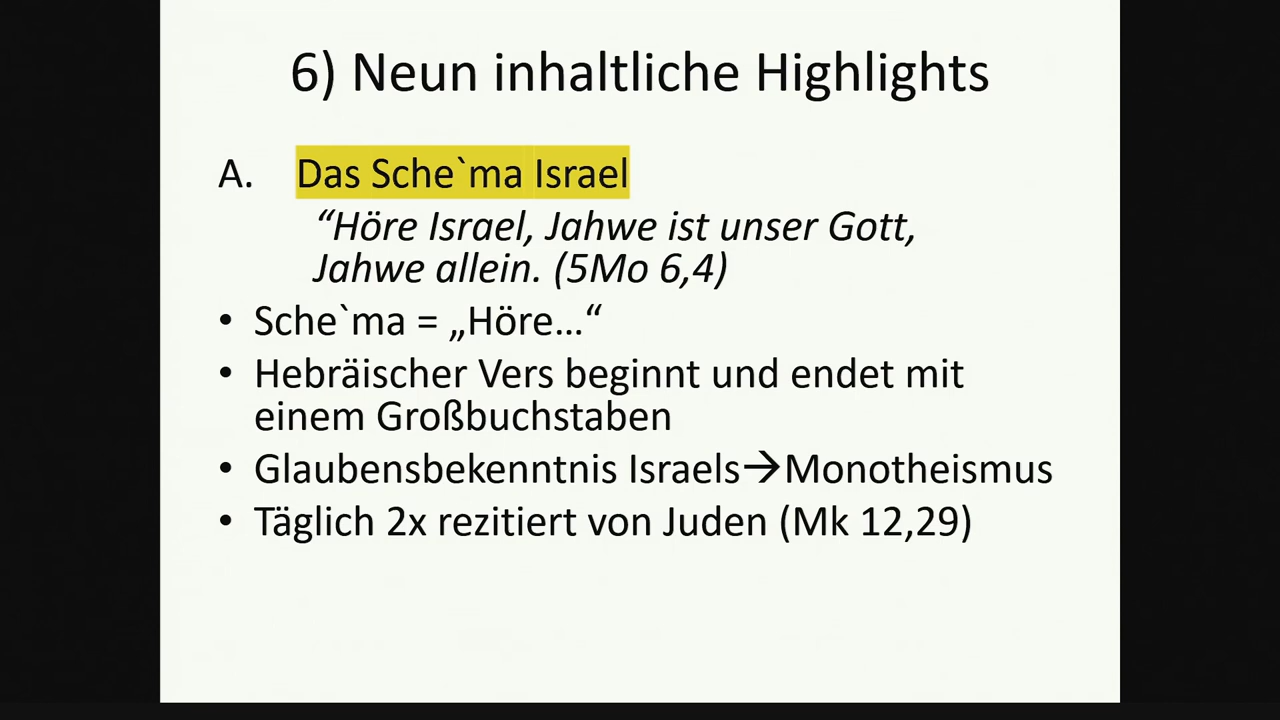 6) Neun inhaltliche Highlights
A. Das Sche`ma Israel
“Höre Israel, Jahwe ist unser Gott,
Jahwe allein. (5Mo 6,4)
• Sche`ma = „Höre…“
• Hebräischer Vers beginnt und endet mit
einem Großbuchstaben
• Glaubensbekenntnis Israels→Monotheismus
• Täglich 2x rezitiert von Juden (Mk 12,29)